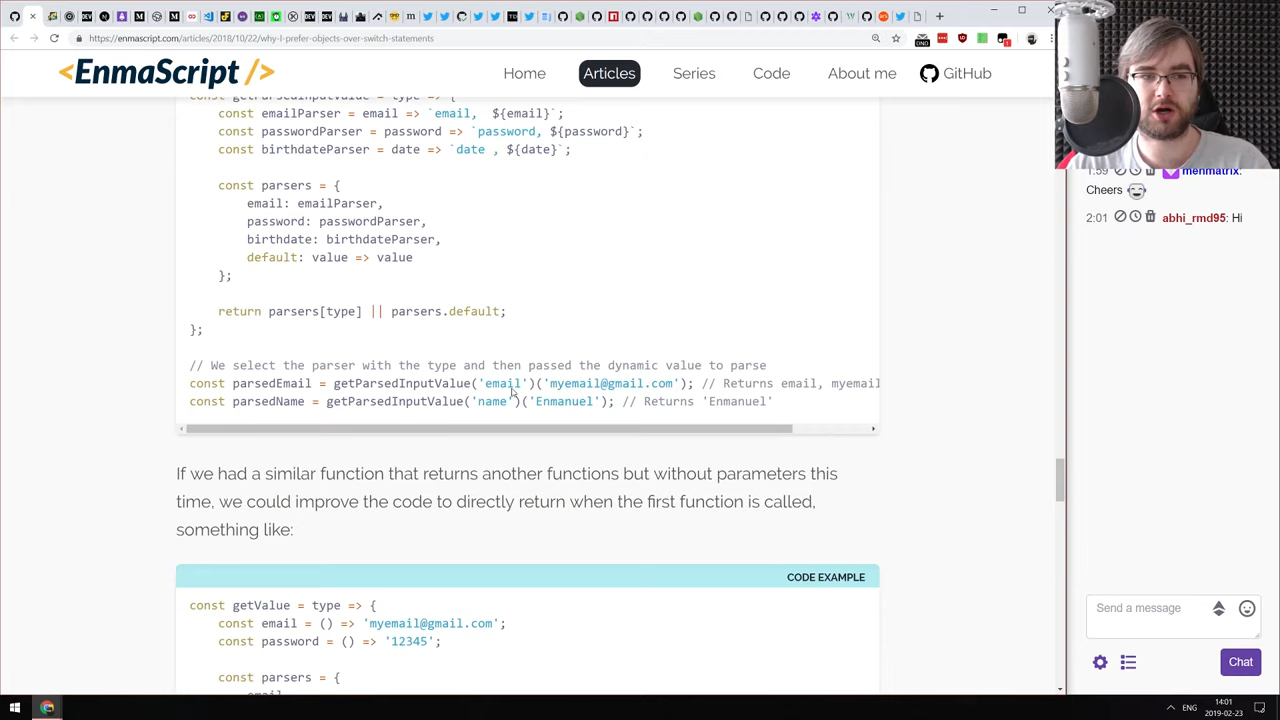 https://enmascript.com/articles/2018/10/22/why-I-prefer-objects-over-switch-statements
<EnmaScript />
Home
Articles
Series
Code
About me
GitHub
const getParsedInputValue = type => {
const emailParser = email => `email,  ${email}`;
const passwordParser = password => `password, ${password}`;
const birthdateParser = date => `date , ${date}`;
const parsers = {
email: emailParser,
password: passwordParser,
birthdate: birthdateParser,
default: value => value
};
return parsers[type] || parsers.default;
};
// We select the parser with the type and then passed the dynamic value to parse
const parsedEmail = getParsedInputValue('email')('myemail@gmail.com'); // Returns email, myemail
const parsedName = getParsedInputValue('name')('Enmanuel'); // Returns 'Enmanuel'
If we had a similar function that returns another functions but without parameters this
time, we could improve the code to directly return when the first function is called,
something like:
CODE EXAMPLE
const getValue = type => {
const email = () => 'myemail@gmail.com';
const password = () => '12345';
const parsers = {
email
1:59 menmatrix:
Cheers
2:01 abhi_rmd95: Hi
Send a message
Chat
ENG
14:01
2019-02-23